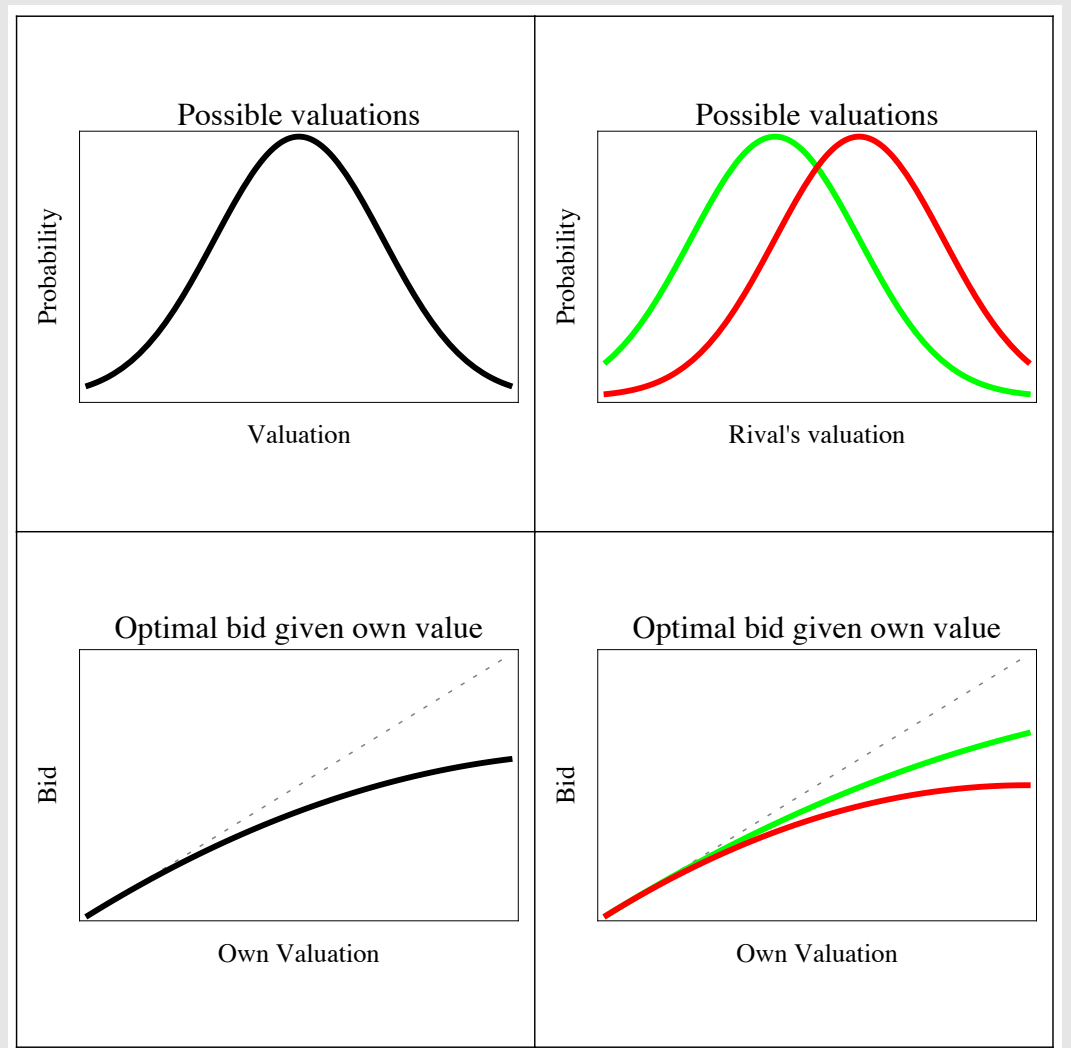 Possible valuations
Probability
Valuation
Possible valuations
Probability
Rival's valuation
Optimal bid given own value
Bid
Own Valuation
Optimal bid given own value
Bid
Own Valuation